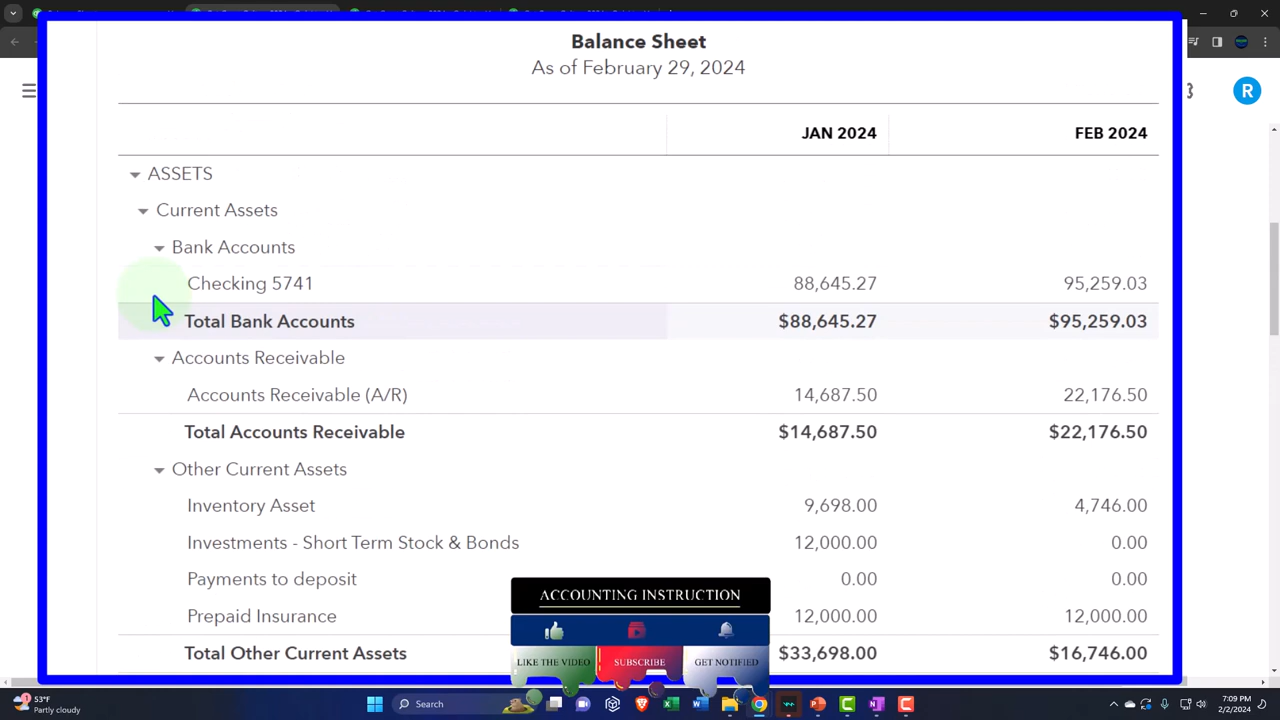 Balance Sheet
As of February 29, 2024
R
JAN 2024 FEB 2024
ASSETS
Current Assets
Bank Accounts
Checking 5741 88,645.27 95,259.03
Total Bank Accounts $88,645.27 $95,259.03
Accounts Receivable
Accounts Receivable (A/R) 14,687.50 22,176.50
Total Accounts Receivable $14,687.50 $22,176.50
Other Current Assets
Inventory Asset 9,698.00 4,746.00
Investments - Short Term Stock & Bonds 12,000.00 0.00
Payments to deposit 0.00 0.00
ACCOUNTING INSTRUCTION
Prepaid Insurance 12,000.00 12,000.00
Total Other Current Assets $33,698.00 $16,746.00
LIKE THE VIDEO SUBSCRIBE GET NOTIFIED
53°F
Partly cloudy
Search
7:09 PM
2/2/2024